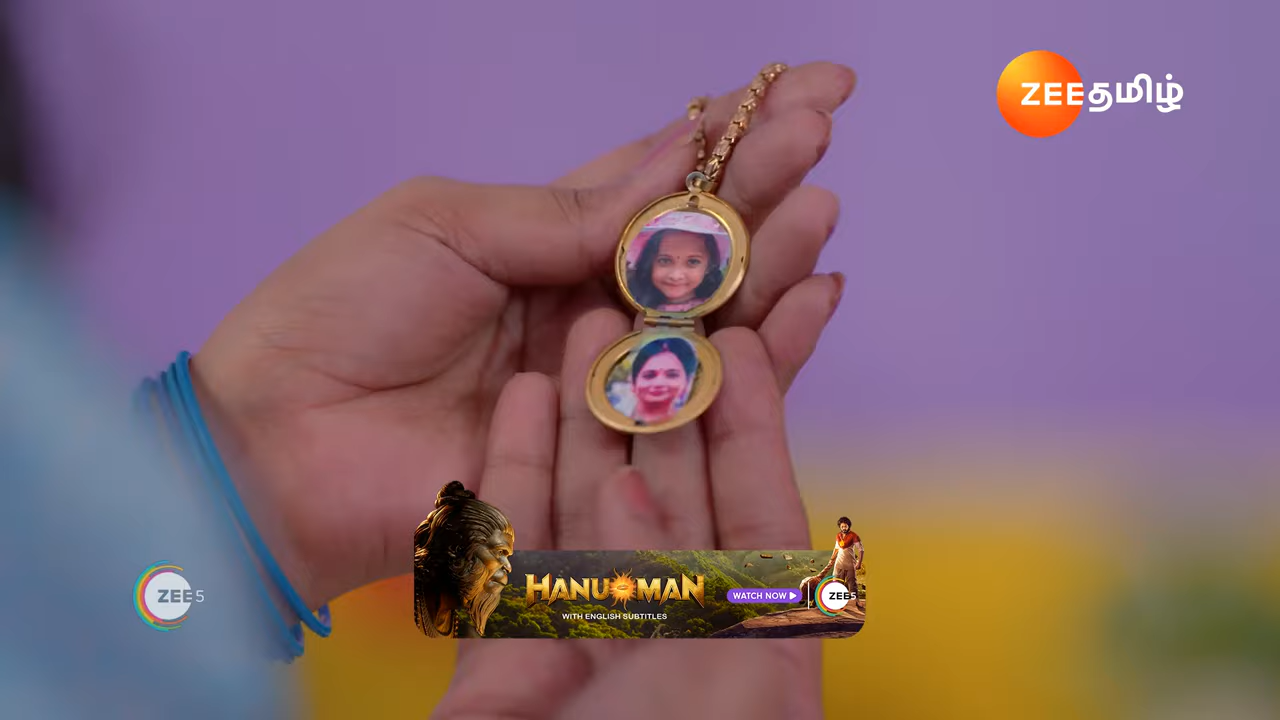 ZEEதமிழ்
HANUMAN
WITH ENGLISH SUBTITLES
WATCH NOW
ZEE5
ZEE5